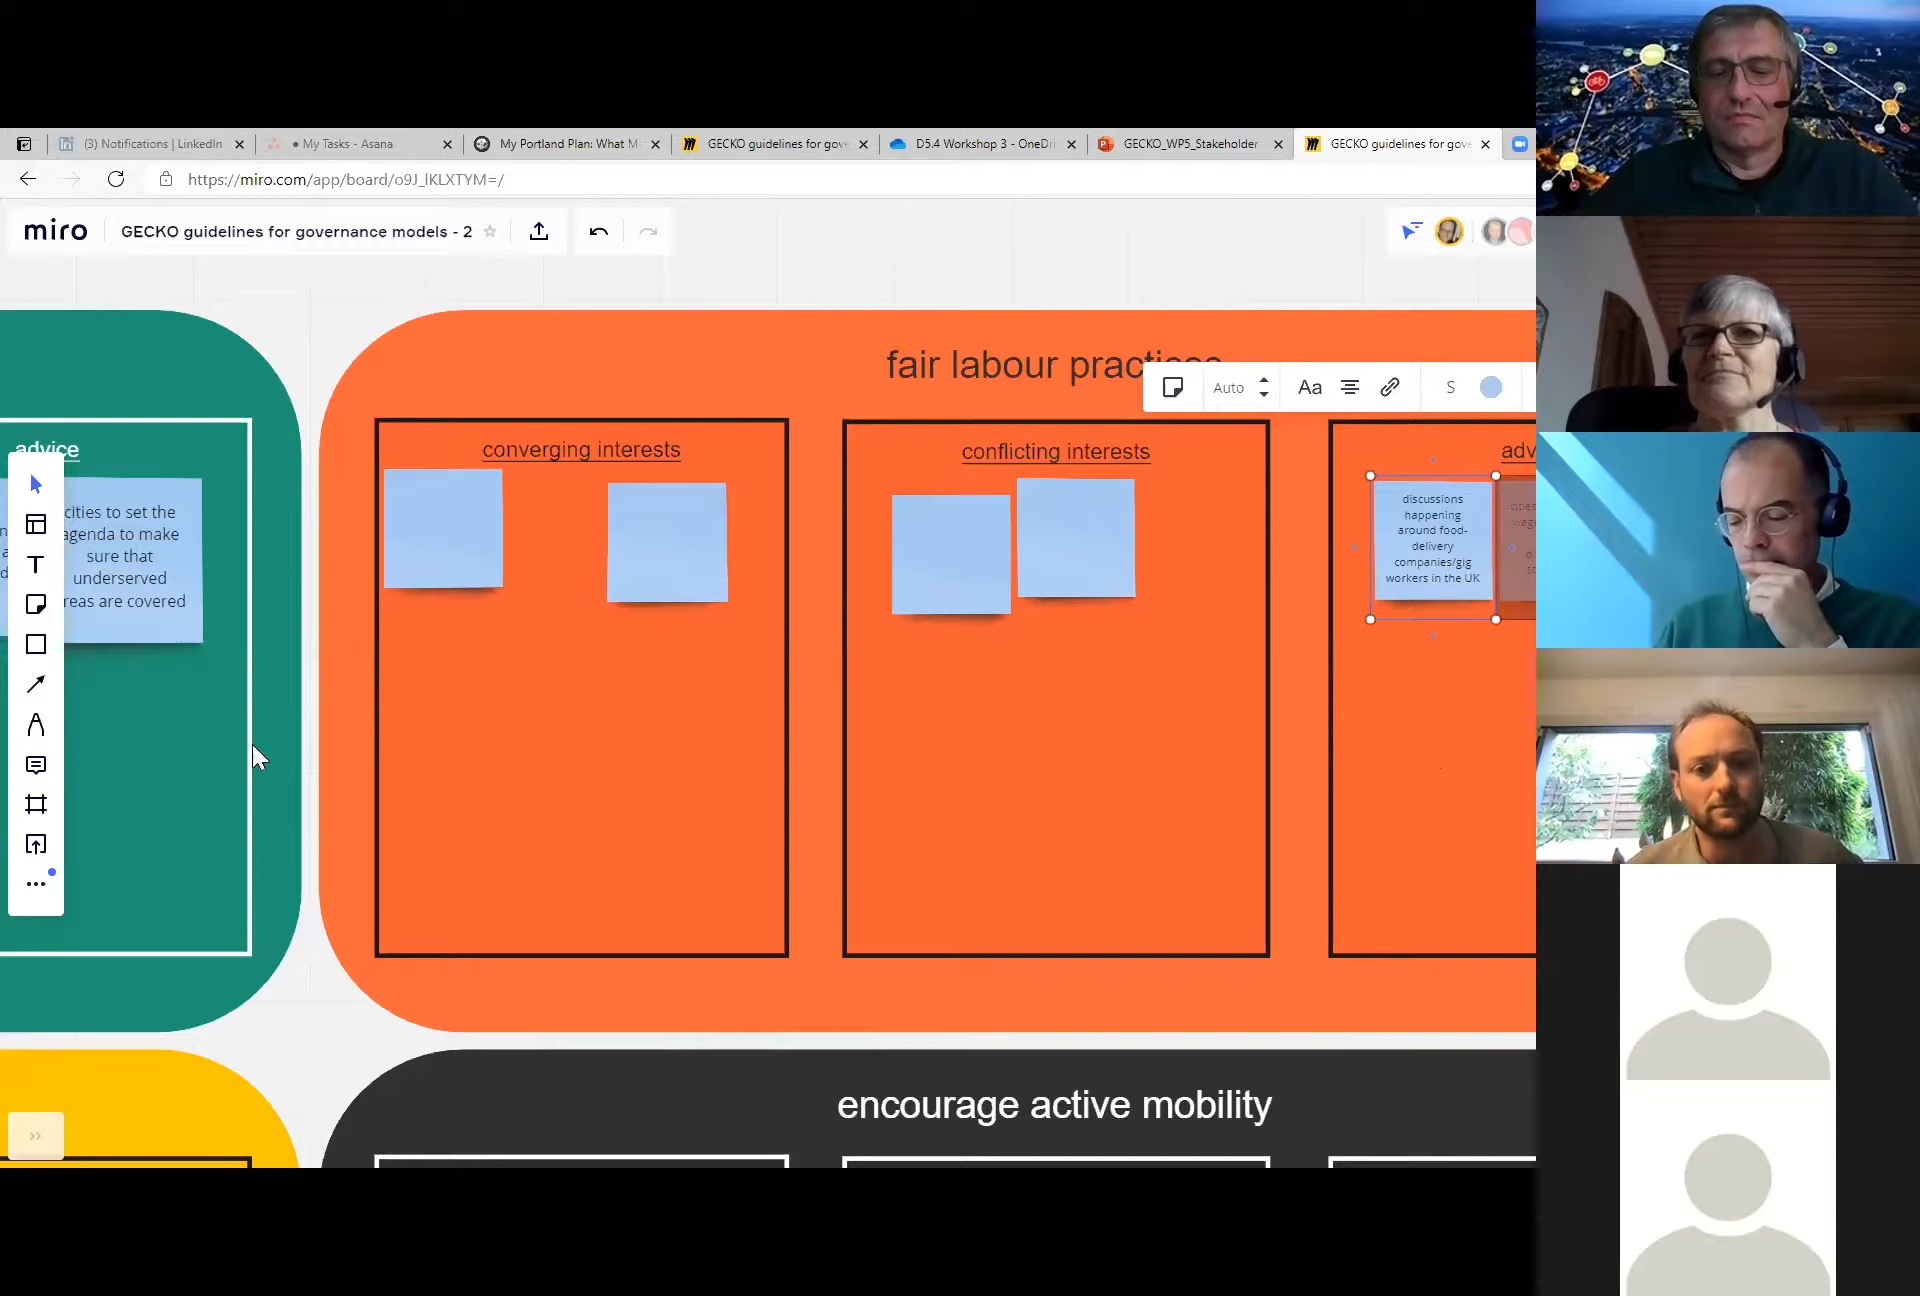 (3) Notifications | LinkedIn
My Tasks - Asana
My Portland Plan: What M
GECKO guidelines for gove
D5.4 Workshop 3 - OneDri
GECKO_WP5_Stakeholder
GECKO guidelines for gove
https://miro.com/app/board/o9J_lKLXTYM=/
miro
GECKO guidelines for governance models - 2
fair labour practices
Auto
Aa
S
advice
converging interests
conflicting interests
adv
cities to set the
agenda to make
sure that
underserved
reas are covered
discussions
happening
around food-
delivery
companies/gig
workers in the UK
encourage active mobility